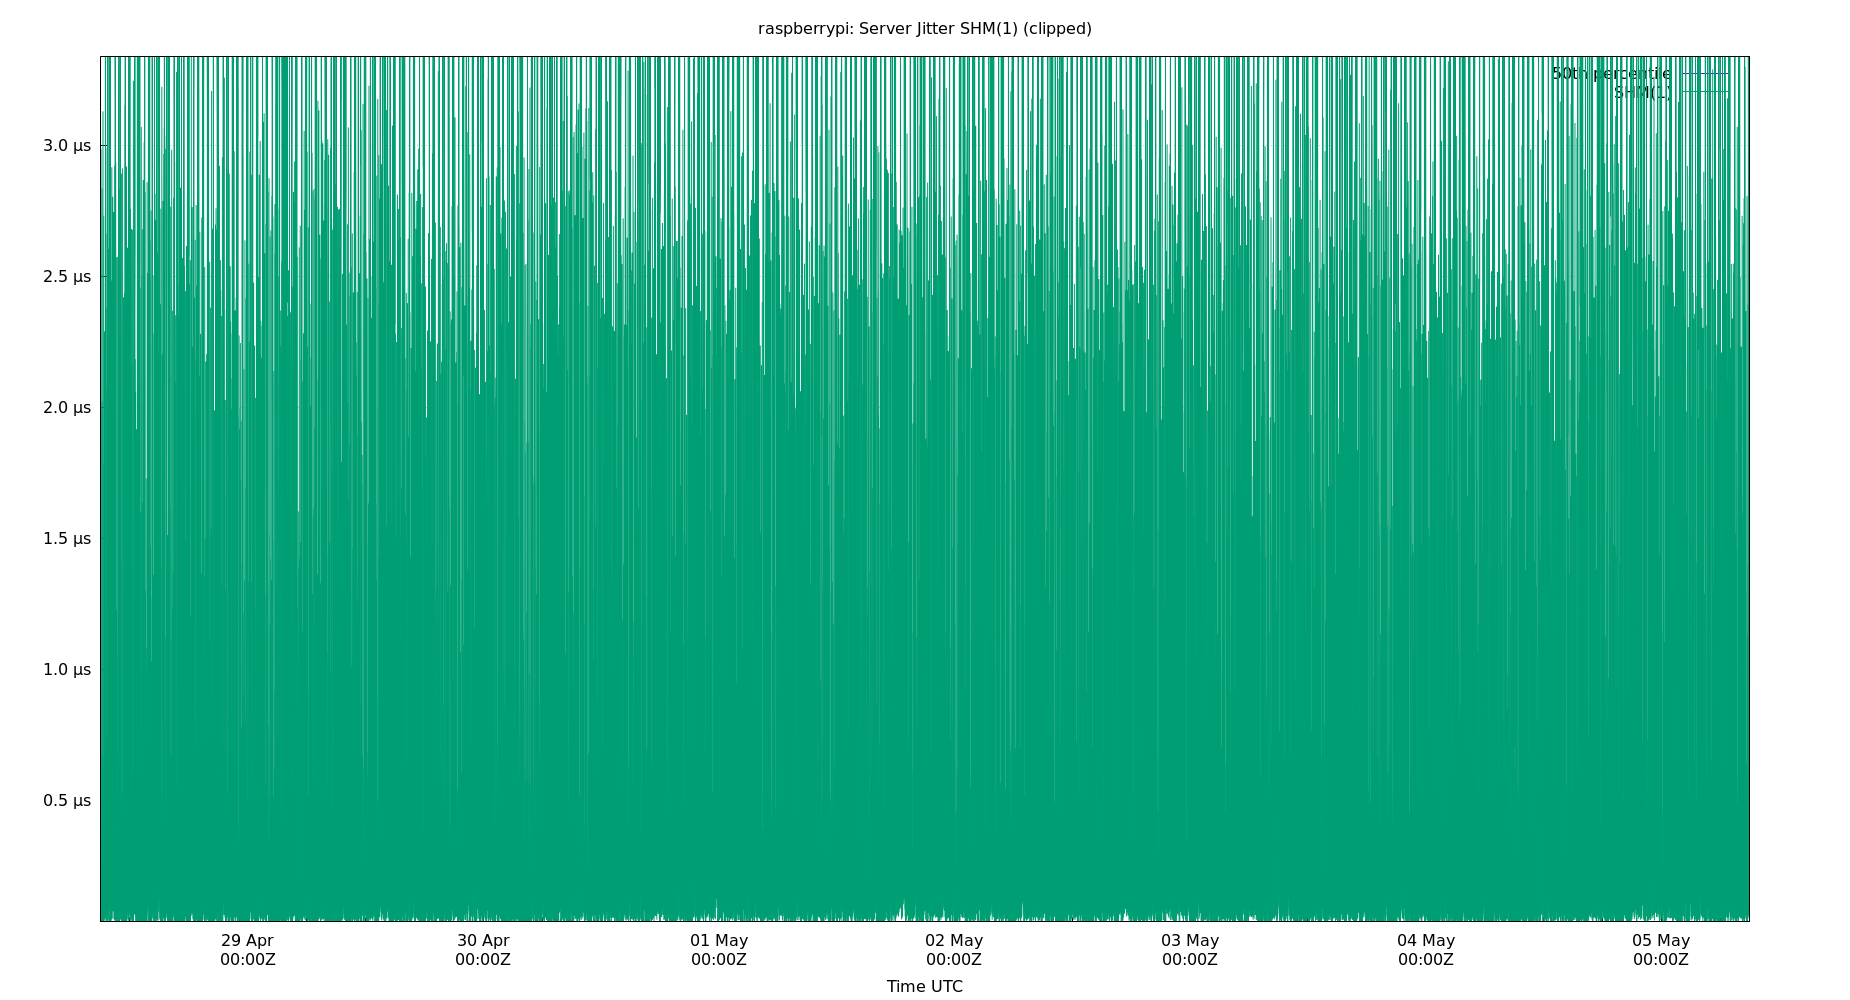 raspberrypi: Server Jitter SHM(1) (clipped)
50th percentile
SHM(1)
3.0 µs
2.5 µs
2.0 µs
1.5 µs
1.0 µs
0.5 µs
29 Apr 30 Apr 01 May 02 May 03 May 04 May 05 May
00:00Z 00:00Z 00:00Z 00:00Z 00:00Z 00:00Z 00:00Z
Time UTC